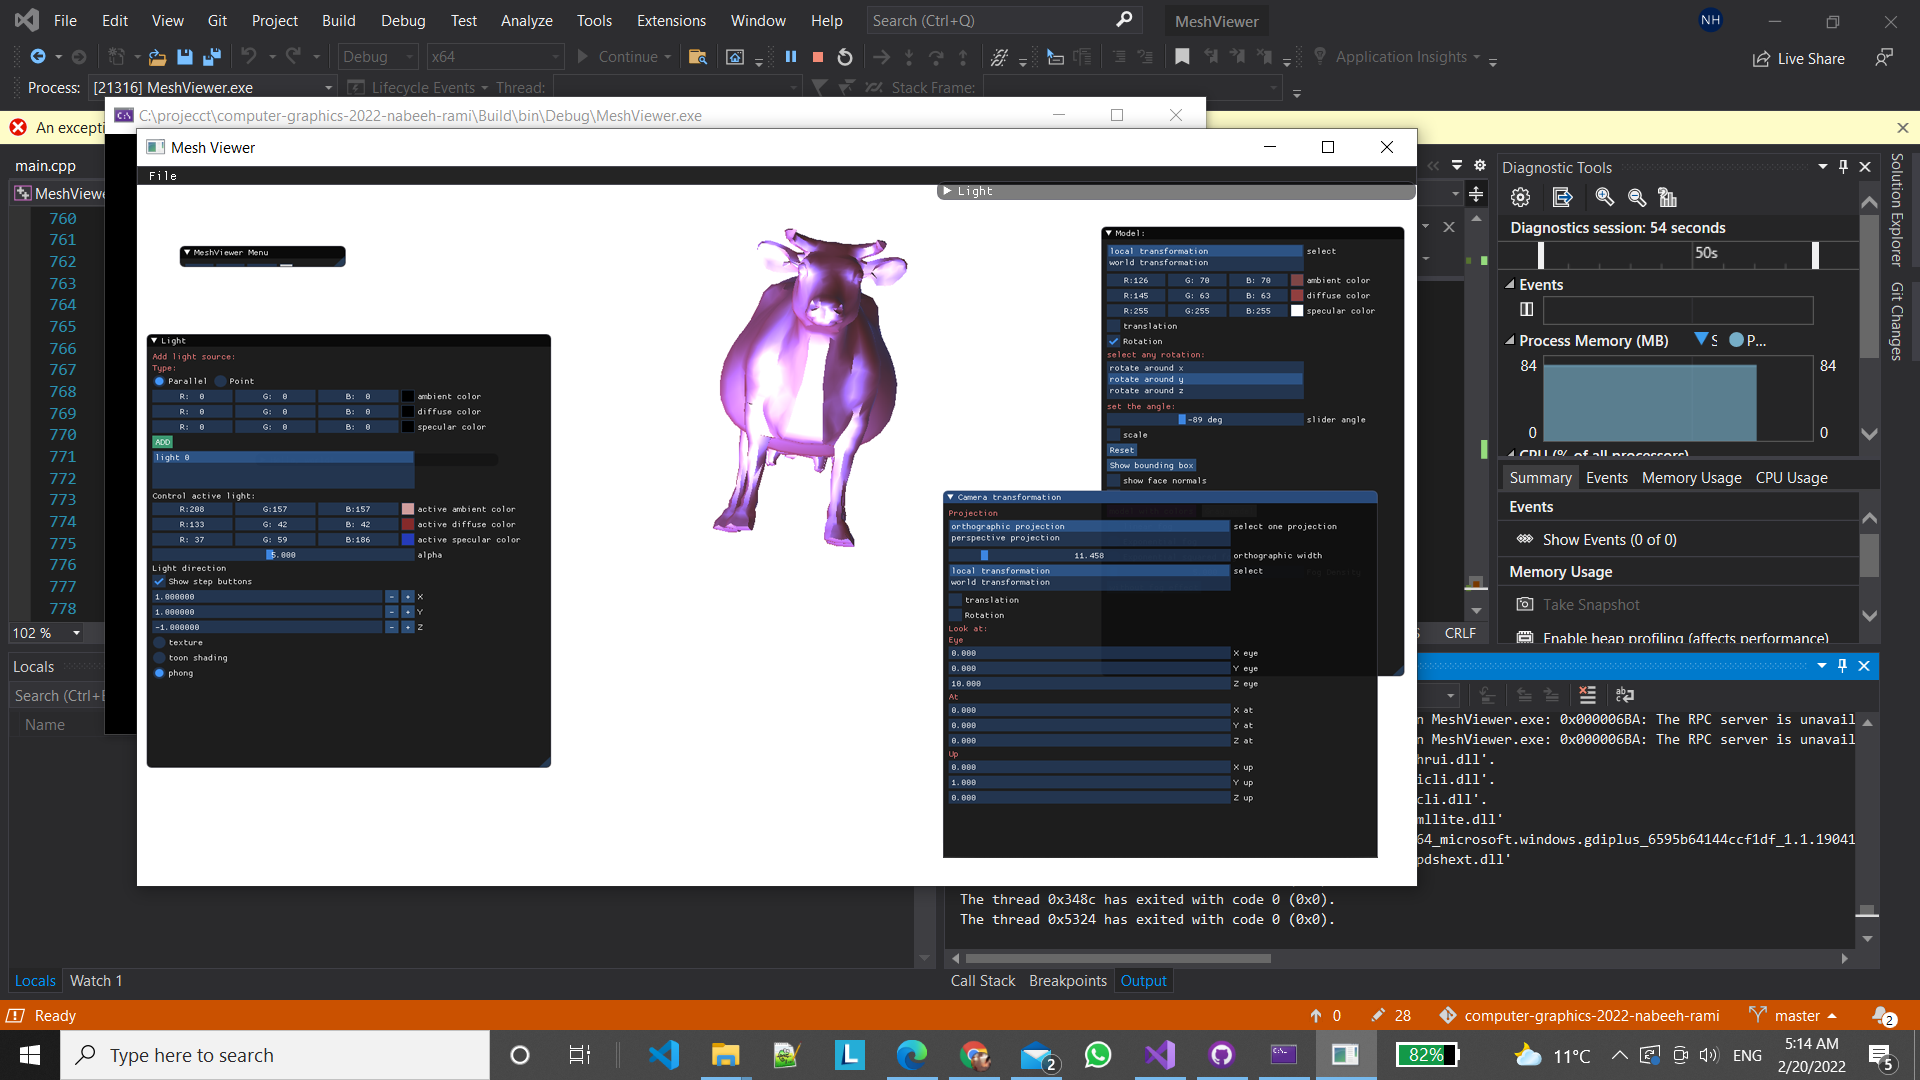 File Edit View Git Project Build Debug Test Analyze Tools Extensions Window Help Search (Ctrl+Q) MeshViewer NH
Debug x64 Continue Application Insights Live Share
Process: [21316] MeshViewer.exe Lifecycle Events Thread: Stack Frame:
C:\projecct\computer-graphics-2022-nabeeh-rami\Build\bin\Debug\MeshViewer.exe
An excepti
Mesh Viewer
File
main.cpp
MeshViewe
760
761
762
763
764
765
766
767
768
769
770
771
772
773
774
775
776
777
778
102 %
CRLF
Light
MeshViewer Menu
Light
Add light source:
Type:
Parallel Point
R: 0 G: 0 B: 0 ambient color
R: 0 G: 0 B: 0 diffuse color
R: 0 G: 0 B: 0 specular color
ADD
light 0
Control active light:
R:208 G:157 B:157 active ambient color
R:133 G: 42 B: 42 active diffuse color
R: 37 G: 59 B:186 active specular color
5.000 alpha
Light direction
Show step buttons
1.000000 - + X
1.000000 - + Y
-1.000000 - + Z
texture
toon shading
phong
Model:
local transformation select
world transformation
R:126 G: 70 B: 70 ambient color
R:145 G: 63 B: 63 diffuse color
R:255 G:255 B:255 specular color
translation
Rotation
select any rotation:
rotate around x
rotate around y
rotate around z
set the angle:
-89 deg slider angle
scale
Reset
Show bounding box
show face normals
Camera transformation
Projection
orthographic projection select one projection
perspective projection
11.458 orthographic width
local transformation select
world transformation
translation
Rotation
Look at:
Eye
0.000 X eye
0.000 Y eye
10.000 Z eye
At
0.000 X at
0.000 Y at
0.000 Z at
Up
0.000 X up
1.000 Y up
0.000 Z up
Diagnostic Tools
Diagnostics session: 54 seconds
50s
Events
Process Memory (MB) S P...
84 84
0 0
CPU (% of all processors)
Summary Events Memory Usage CPU Usage
Events
Show Events (0 of 0)
Memory Usage
Take Snapshot
Enable heap profiling (affects performance)
Solution Explorer
Git Changes
Locals
Search (Ctrl+E
Name
n MeshViewer.exe: 0x000006BA: The RPC server is unavail
n MeshViewer.exe: 0x000006BA: The RPC server is unavail
hrui.dll'.
icli.dll'.
cli.dll'.
mllite.dll'
64_microsoft.windows.gdiplus_6595b64144ccf1df_1.1.19041
pdshext.dll'
The thread 0x348c has exited with code 0 (0x0).
The thread 0x5324 has exited with code 0 (0x0).
Locals Watch 1
Call Stack Breakpoints Output
Ready 0 28 computer-graphics-2022-nabeeh-rami master 2
Type here to search 2 82% 11°C ENG 5:14 AM
2/20/2022 5